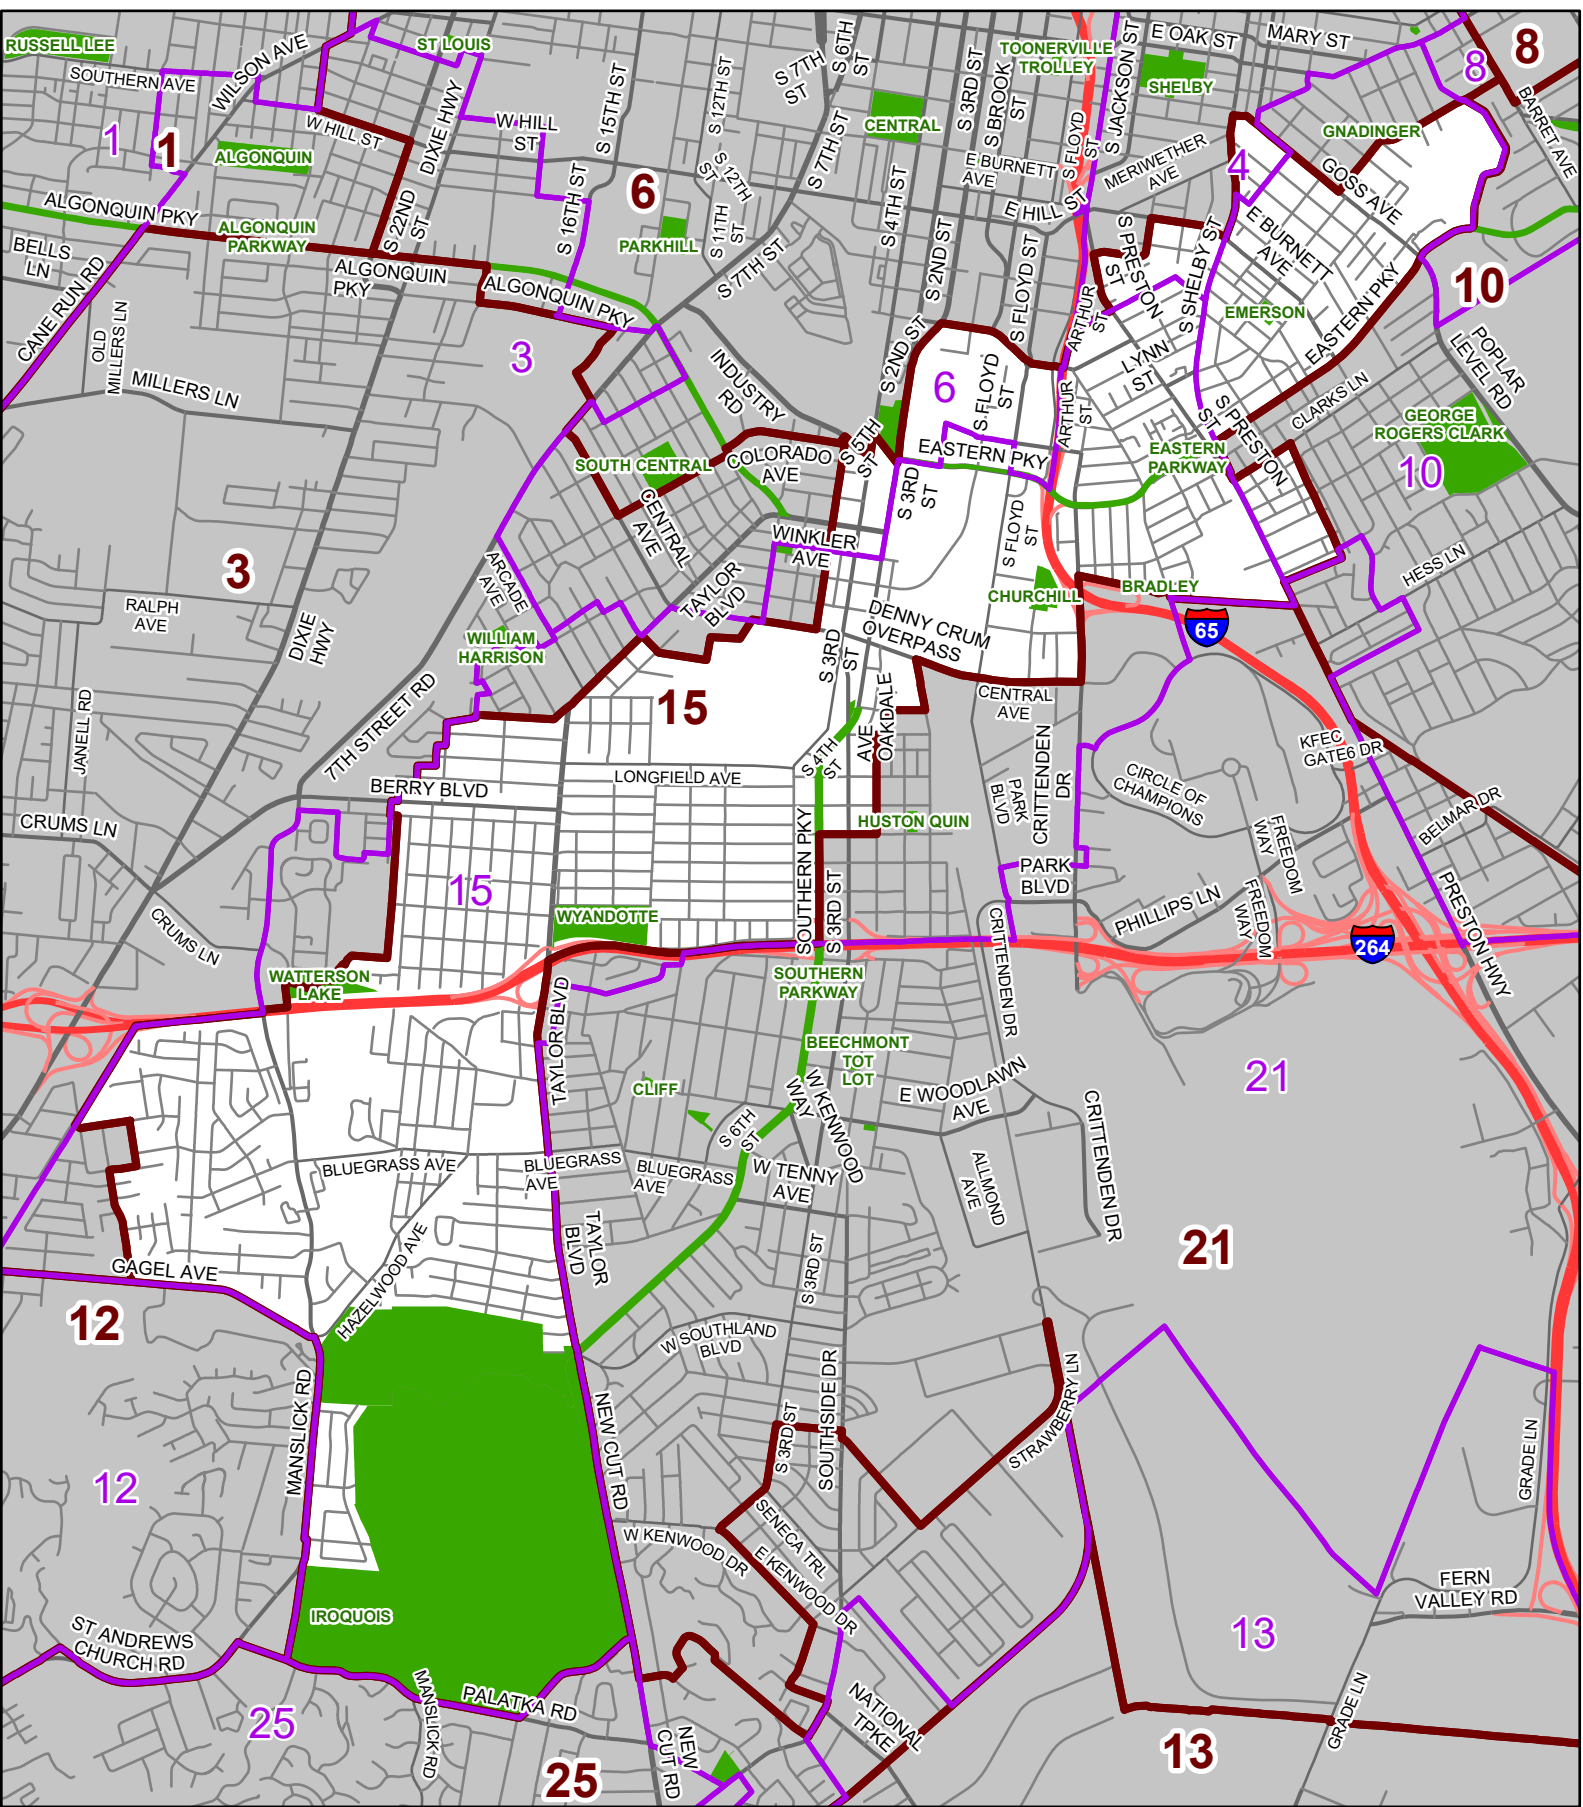 RUSSELL LEE
SOUTHERN AVE
WILSON AVE
ST LOUIS
DIXIE HWY
W HILL ST
W HILL
ST
S 15TH ST
S 12TH ST
S 7TH
ST
S 6TH
ST
S 3RD ST
S BROOK
ST
TOONERVILLE
TROLLEY
S JACKSON ST
E OAK ST
MARY ST
SHELBY
8
8
BARRET AVE
1
1
ALGONQUIN
CENTRAL
S 7TH ST
E BURNETT
AVE
S FLOYD
ST
MERIWETHER
AVE
GNADINGER
4
GOSS AVE
ALGONQUIN PKY
ALGONQUIN
PARKWAY
S 22ND
ST
6
S 16TH ST
PARKHILL
S 12TH
ST
S 11TH
ST
S 7TH ST
S 4TH ST
S 2ND ST
E HILL ST
S FLOYD ST
S PRESTON
ST
S SHELBY ST
E BURNETT
AVE
BELLS
LN
CANE RUN RD
OLD
MILLERS LN
ALGONQUIN
PKY
ALGONQUIN PKY
ARTHUR
ST
EMERSON
EASTERN PKY
10
3
MILLERS LN
INDUSTRY
RD
S 2ND ST
6
S FLOYD
ST
LYNN
ST
CLARKS LN
POPLAR
LEVEL RD
GEORGE
ROGERS CLARK
10
SOUTH CENTRAL
COLORADO
AVE
S 5TH
ST
EASTERN PKY
ARTHUR
ST
EASTERN
PARKWAY
S PRESTON
ST
CENTRAL
AVE
S 3RD
ST
WINKLER
AVE
S FLOYD
ST
3
ARCADE
AVE
TAYLOR
BLVD
CHURCHILL
BRADLEY
HESS LN
RALPH
AVE
DIXIE
HWY
WILLIAM
HARRISON
DENNY CRUM
OVERPASS
65
S 3RD
ST
JANELL RD
7TH STREET RD
15
OAKDALE
AVE
CENTRAL
AVE
CRITTENDEN
DR
KFEC
GATE6 DR
S 4TH
ST
LONGFIELD AVE
BERRY BLVD
PARK
BLVD
CIRCLE OF
CHAMPIONS
BELMAR DR
CRUMS LN
SOUTHERN PKY
HUSTON QUIN
FREEDOM
WAY
15
S 3RD ST
PARK
BLVD
PRESTON HWY
CRUMS LN
WYANDOTTE
CRITTENDEN DR
PHILLIPS LN
FREEDOM
WAY
264
WATTERSON
LAKE
SOUTHERN
PARKWAY
TAYLOR BLVD
BEECHMONT
TOT
LOT
CLIFF
W KENWOOD
WAY
E WOODLAWN
AVE
21
S 6TH
ST
CRITTENDEN DR
BLUEGRASS AVE
BLUEGRASS
AVE
BLUEGRASS
AVE
W TENNY
AVE
ALLMOND
AVE
TAYLOR
BLVD
HAZELWOOD AVE
S 3RD ST
21
GAGEL AVE
12
W SOUTHLAND
BLVD
SOUTHSIDE DR
MANSLICK RD
NEW CUT RD
S 3RD ST
STRAWBERRY LN
GRADE LN
12
SENECA TRL
W KENWOOD DR
E KENWOOD DR
IROQUOIS
FERN
VALLEY RD
ST ANDREWS
CHURCH RD
13
MANSLICK RD
PALATKA RD
NATIONAL
TPKE
GRADE LN
25
NEW
CUT RD
25
13